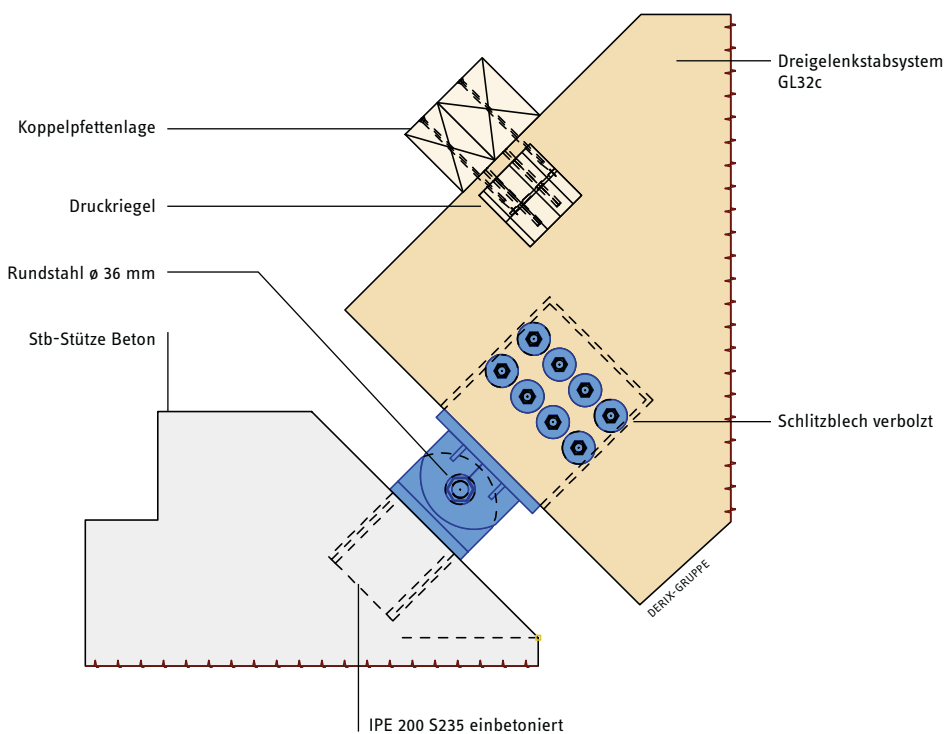 Dreigelenkstabsystem
GL32c
Koppelpfettenlage
Druckriegel
Rundstahl ø 36 mm
Stb-Stütze Beton
Schlitzblech verbolzt
DERIX-GRUPPE
IPE 200 S235 einbetoniert